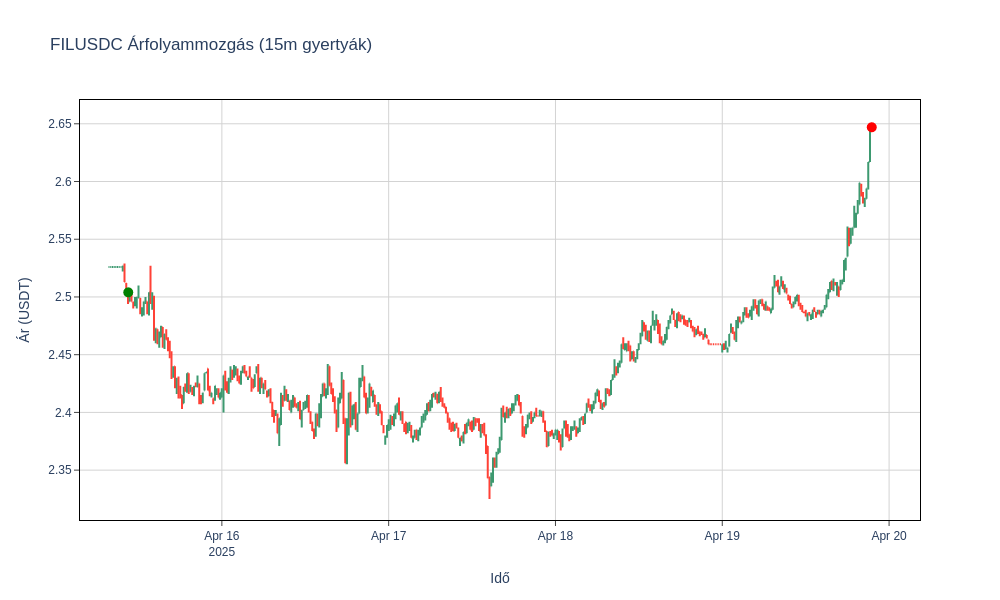 FILUSDC Árfolyammozgás (15m gyertyák)
2.65
2.6
2.55
2.5
2.45
2.4
2.35
Ár (USDT)
Apr 16
2025
Apr 17
Apr 18
Apr 19
Apr 20
Idő